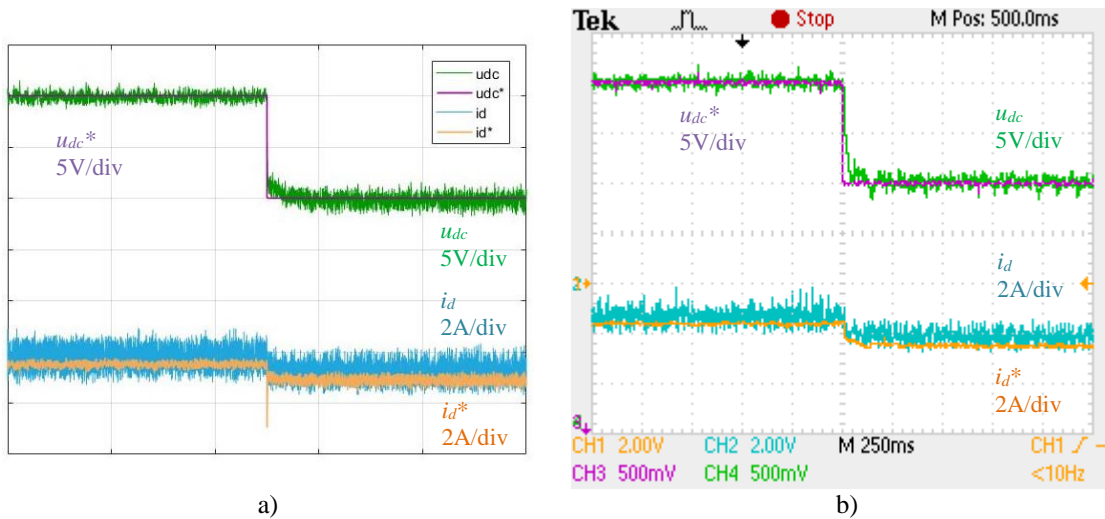 udc
udc*
id
id*
udc*
5V/div
udc
5V/div
id
2A/div
id*
2A/div
a)
Tek
Stop
M Pos: 500.0ms
udc*
5V/div
udc
5V/div
2
id
2A/div
id*
2A/div
CH1 2.00V
CH2 2.00V
M 250ms
CH1
CH3 500mV
CH4 500mV
<10Hz
b)